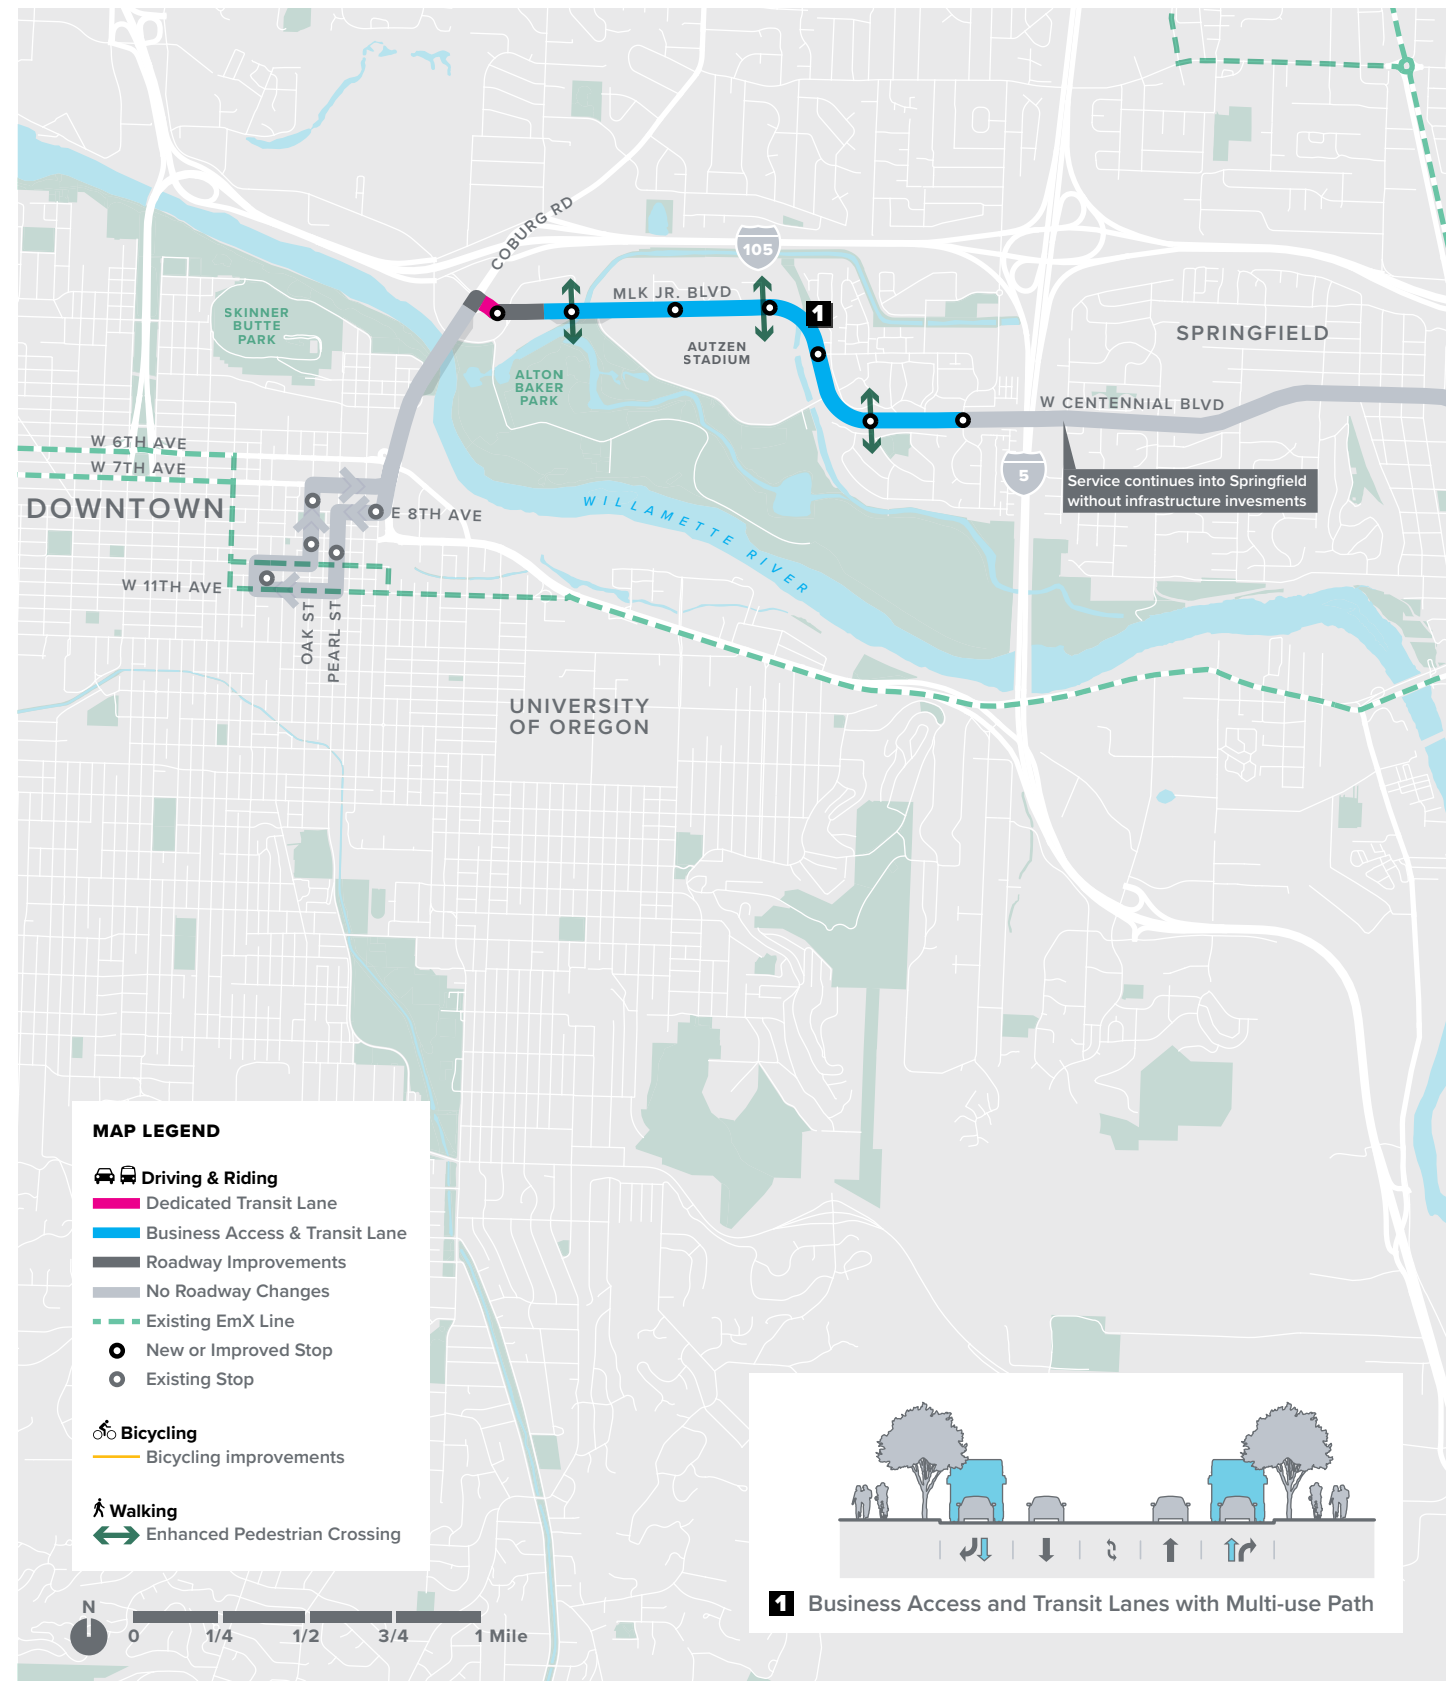 COBURG RD
105
MLK JR. BLVD
1
SKINNER
BUTTE
PARK
AUTZEN
STADIUM
SPRINGFIELD
ALTON
BAKER
PARK
W CENTENNIAL BLVD
W 6TH AVE
W 7TH AVE
5
Service continues into Springfield
without infrastructure invesments
DOWNTOWN
E 8TH AVE
WILLAMETTE RIVER
W 11TH AVE
OAK ST
PEARL ST
UNIVERSITY
OF OREGON
MAP LEGEND
Driving & Riding
Dedicated Transit Lane
Business Access & Transit Lane
Roadway Improvements
No Roadway Changes
Existing EmX Line
New or Improved Stop
Existing Stop
Bicycling
Bicycling improvements
Walking
Enhanced Pedestrian Crossing
N
0 1/4 1/2 3/4 1 Mile
1 Business Access and Transit Lanes with Multi-use Path